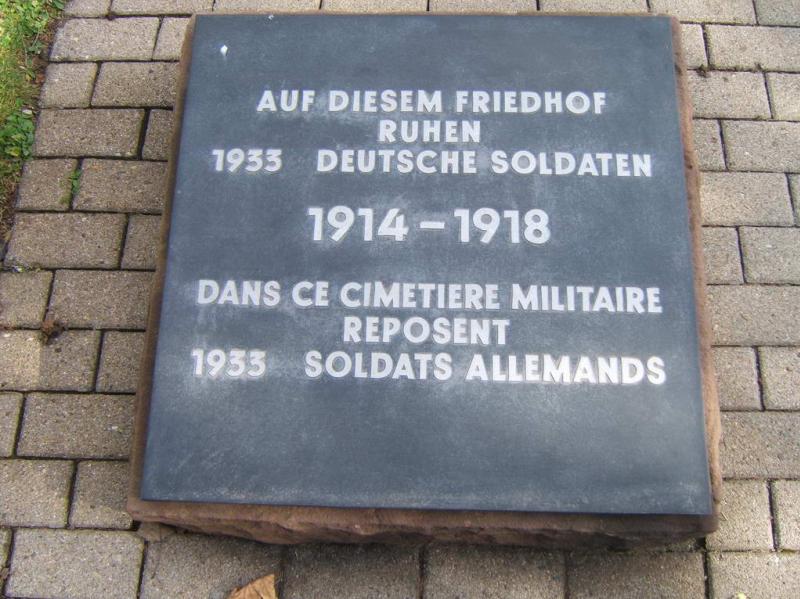 AUF DIESEM FRIEDHOF
RUHEN
1933 DEUTSCHE SOLDATEN
1914 – 1918
DANS CE CIMETIERE MILITAIRE
REPOSENT
1933 SOLDATS ALLEMANDS